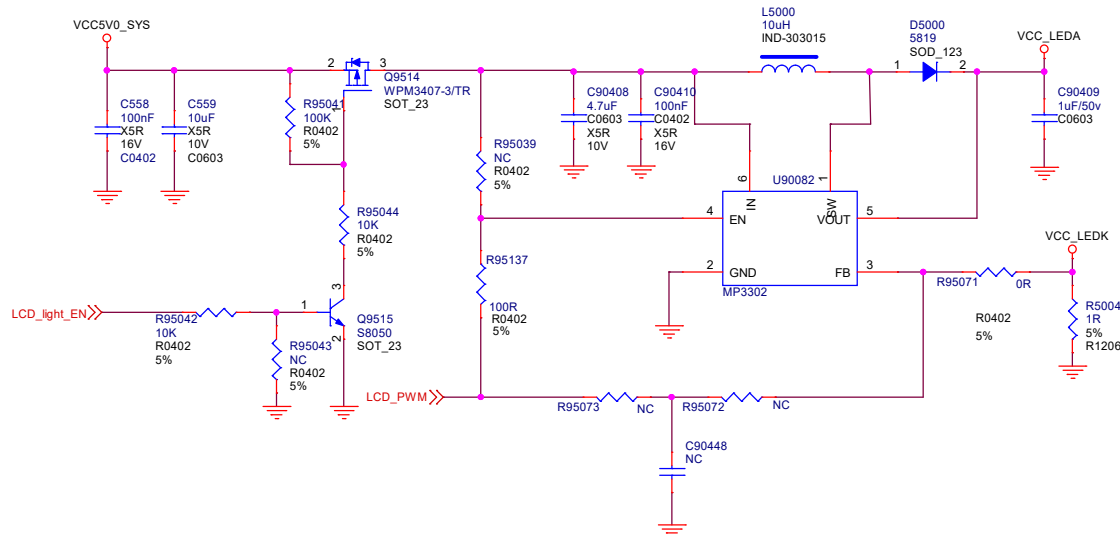 VCC5V0_SYS
C558
100nF
X5R
16V
C0402
C559
10uF
X5R
10V
C0603
R95041
100K
R0402
5%
2
3
1
Q9514
WPM3407-3/TR
SOT_23
R95044
10K
R0402
5%
LCD_light_EN
R95042
10K
R0402
5%
R95043
NC
R0402
5%
1
3
2
Q9515
S8050
SOT_23
R95039
NC
R0402
5%
R95137
100R
R0402
5%
LCD_PWM
C90408
4.7uF
C0603
X5R
10V
C90410
100nF
C0402
X5R
16V
L5000
10uH
IND-303015
D5000
5819
SOD_123
1
2
VCC_LEDA
C90409
1uF/50v
C0603
U90082
6
IN
1
SW
4
EN
VOUT
5
2
GND
FB
3
MP3302
VCC_LEDK
R95071
0R
R0402
5%
R5004
1R
5%
R1206
R95073
NC
R95072
NC
C90448
NC